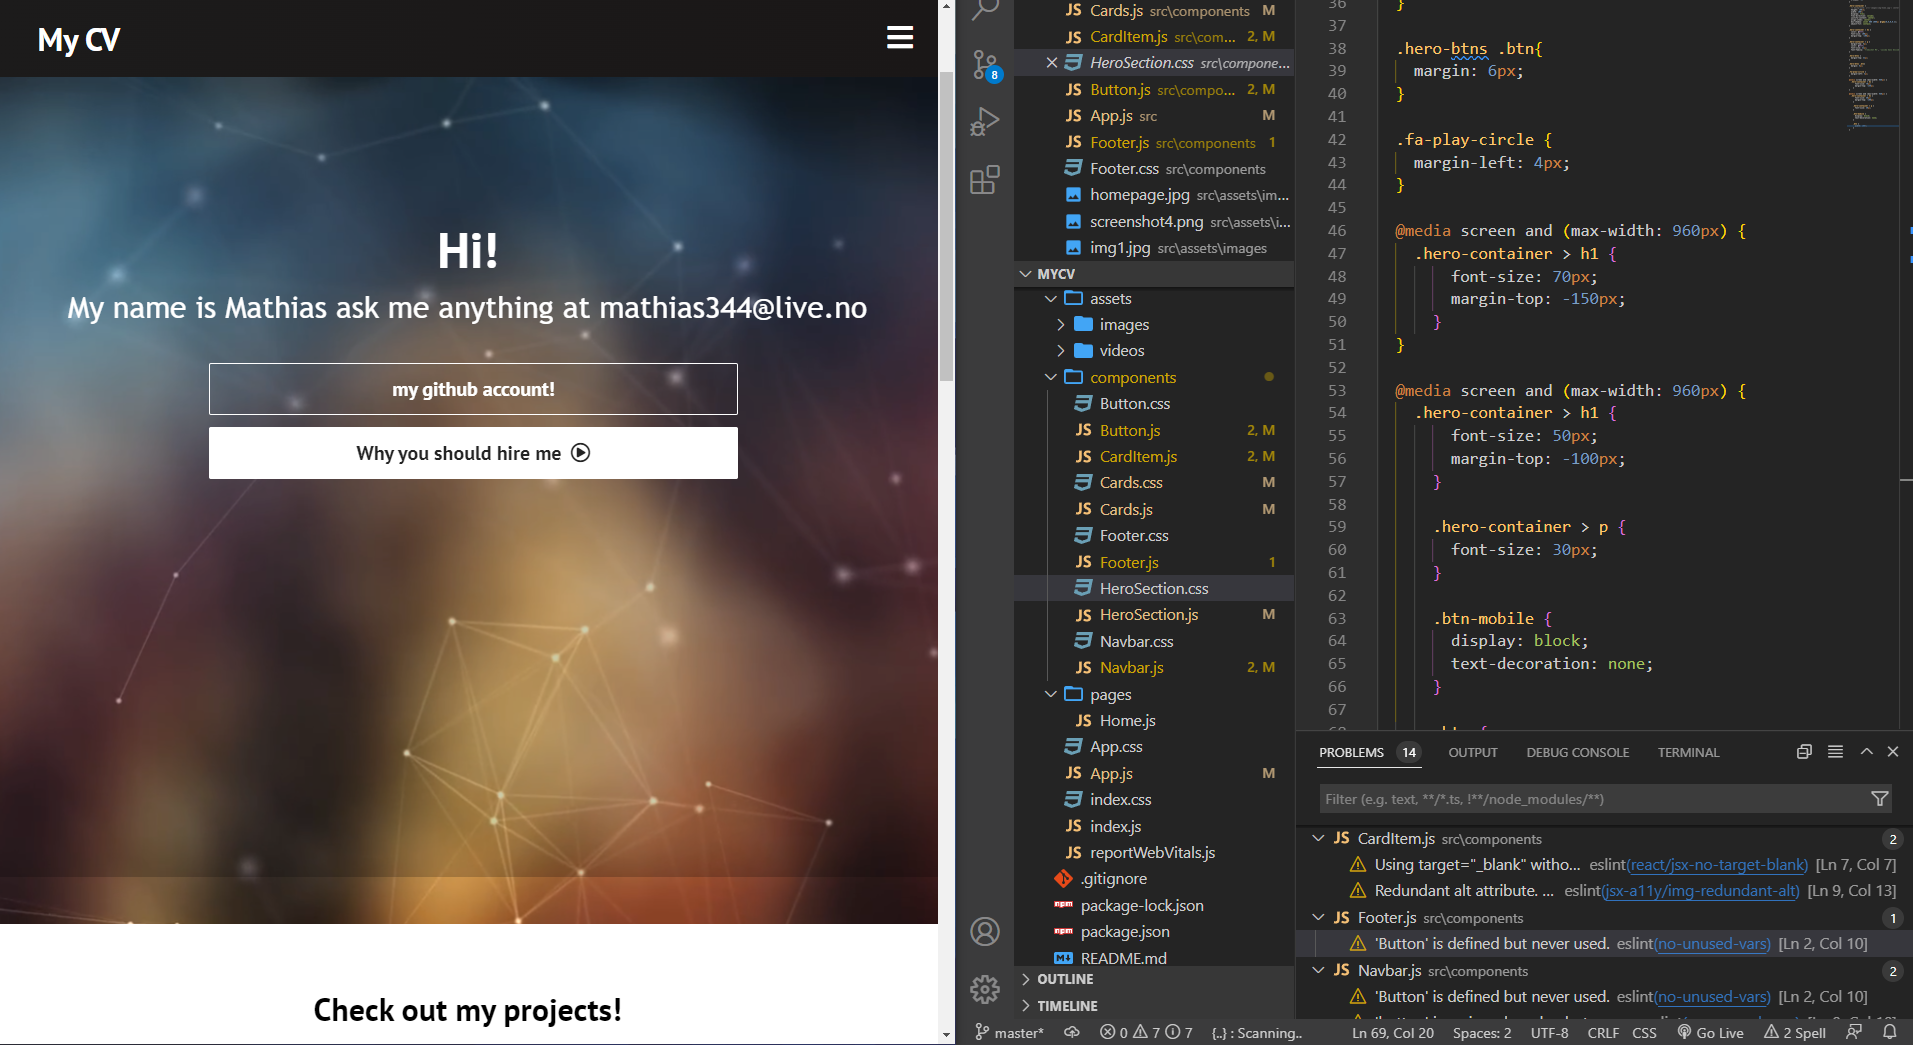 My CV
Hi!
My name is Mathias ask me anything at mathias344@live.no
my github account!
Why you should hire me
Check out my projects!
8
JS Cards.js src\components M
JS CardItem.js src\com... 2, M
HeroSection.css src\compone...
JS Button.js src\compo... 2, M
JS App.js src M
JS Footer.js src\components 1
Footer.css src\components
homepage.jpg src\assets\im...
screenshot4.png src\assets\i...
img1.jpg src\assets\images
MYCV
assets
images
videos
components
Button.css
JS Button.js 2, M
JS CardItem.js 2, M
Cards.css M
JS Cards.js M
Footer.css
JS Footer.js 1
HeroSection.css
JS HeroSection.js M
Navbar.css
JS Navbar.js 2, M
pages
JS Home.js
App.css
JS App.js M
index.css
JS index.js
JS reportWebVitals.js
.gitignore
npm package-lock.json
npm package.json
README.md
OUTLINE
TIMELINE
36 }
37
38 .hero-btns .btn{
39 margin: 6px;
40 }
41
42 .fa-play-circle {
43 margin-left: 4px;
44 }
45
46 @media screen and (max-width: 960px) {
47 .hero-container > h1 {
48 font-size: 70px;
49 margin-top: -150px;
50 }
51 }
52
53 @media screen and (max-width: 960px) {
54 .hero-container > h1 {
55 font-size: 50px;
56 margin-top: -100px;
57 }
58
59 .hero-container > p {
60 font-size: 30px;
61 }
62
63 .btn-mobile {
64 display: block;
65 text-decoration: none;
66 }
67
PROBLEMS 14 OUTPUT DEBUG CONSOLE TERMINAL
Filter (e.g. text, **/*.ts, !**/node_modules/**)
JS CardItem.js src\components 2
Using target="_blank" witho... eslint(react/jsx-no-target-blank) [Ln 7, Col 7]
Redundant alt attribute. ... eslint(jsx-a11y/img-redundant-alt) [Ln 9, Col 13]
JS Footer.js src\components 1
'Button' is defined but never used. eslint(no-unused-vars) [Ln 2, Col 10]
JS Navbar.js src\components 2
'Button' is defined but never used. eslint(no-unused-vars) [Ln 2, Col 10]
master* 0 7 7 {..} : Scanning.. Ln 69, Col 20 Spaces: 2 UTF-8 CRLF CSS Go Live 2 Spell